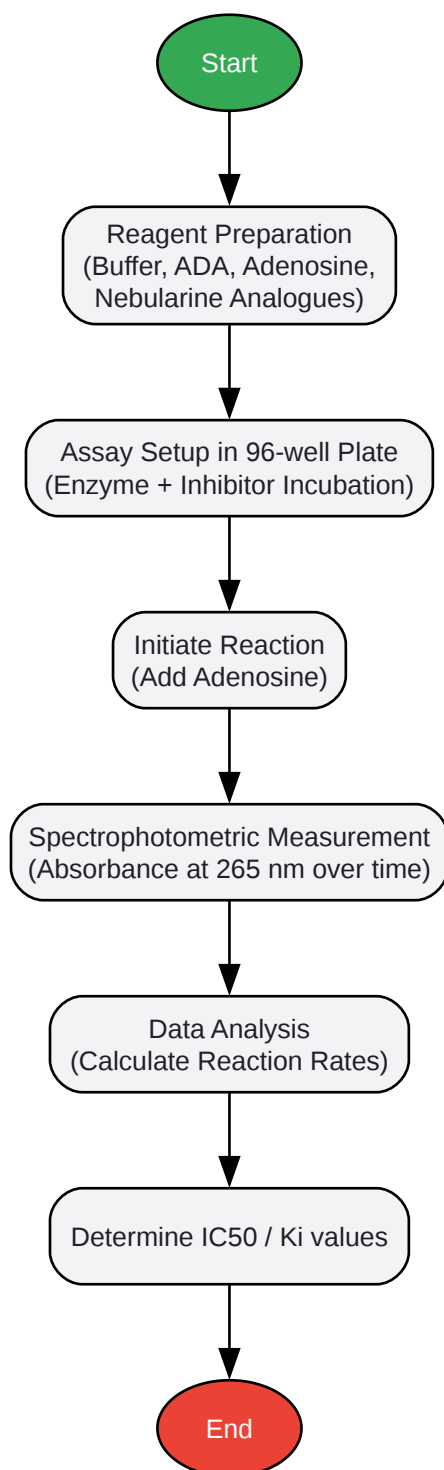 Start
Reagent Preparation
(Buffer, ADA, Adenosine,
Nebularine Analogues)
Assay Setup in 96-well Plate
(Enzyme + Inhibitor Incubation)
Initiate Reaction
(Add Adenosine)
Spectrophotometric Measurement
(Absorbance at 265 nm over time)
Data Analysis
(Calculate Reaction Rates)
Determine IC50 / Ki values
End